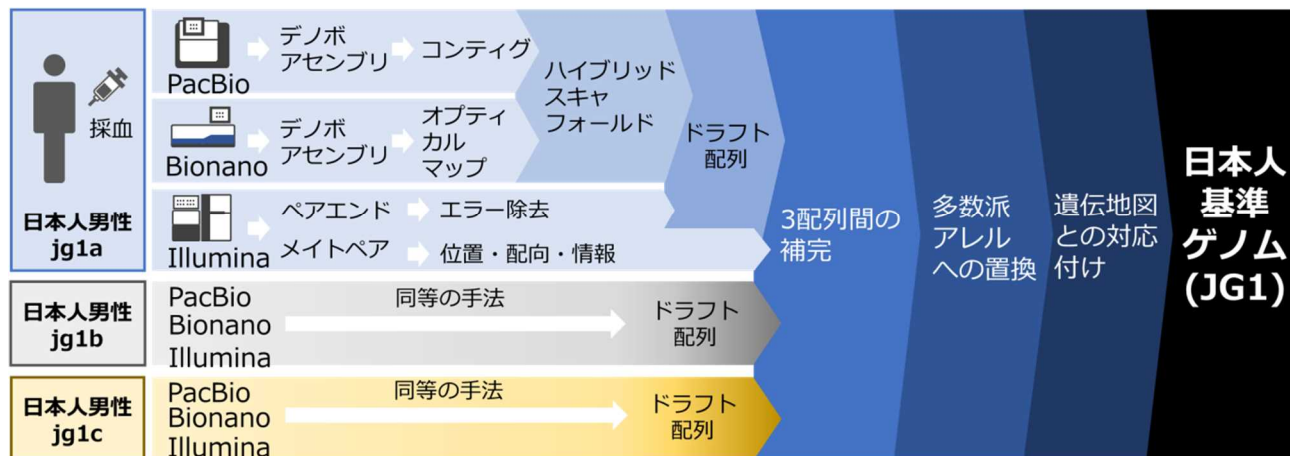 採血
日本人男性
jg1a
PacBio
デノボ
アセンブリ
コンティグ
Bionano
デノボ
アセンブリ
オプティ
カル
マップ
ハイブリッド
スキャ
フォールド
Illumina
ペアエンド
エラー除去
メイトペア
位置・配向・情報
ドラフト
配列
日本人男性
jg1b
PacBio
Bionano
Illumina
同等の手法
ドラフト
配列
日本人男性
jg1c
PacBio
Bionano
Illumina
同等の手法
ドラフト
配列
3配列間の
補完
多数派
アレル
への置換
遺伝地図
との対応
付け
日本人
基準
ゲノム
(JG1)